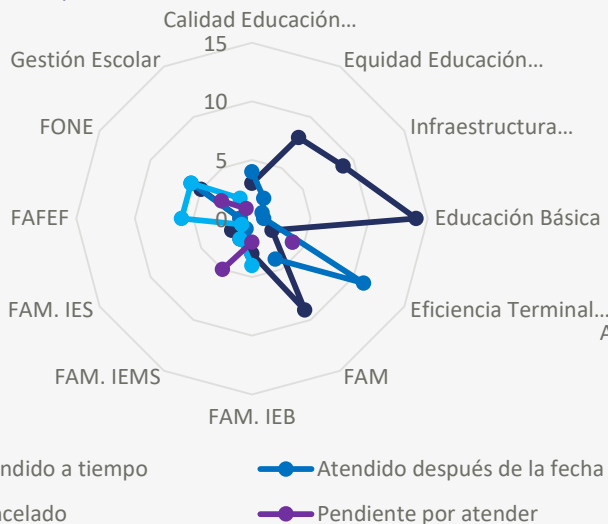 Calidad Educación...
15
Gestión Escolar
Equidad Educación...
10
FONE
Infraestructura...
5
FAFEF
0
Educación Básica
FAM. IES
Eficiencia Terminal...
A
FAM. IEMS
FAM
FAM. IEB
ndido a tiempo
Atendido después de la fecha
celado
Pendiente por atender